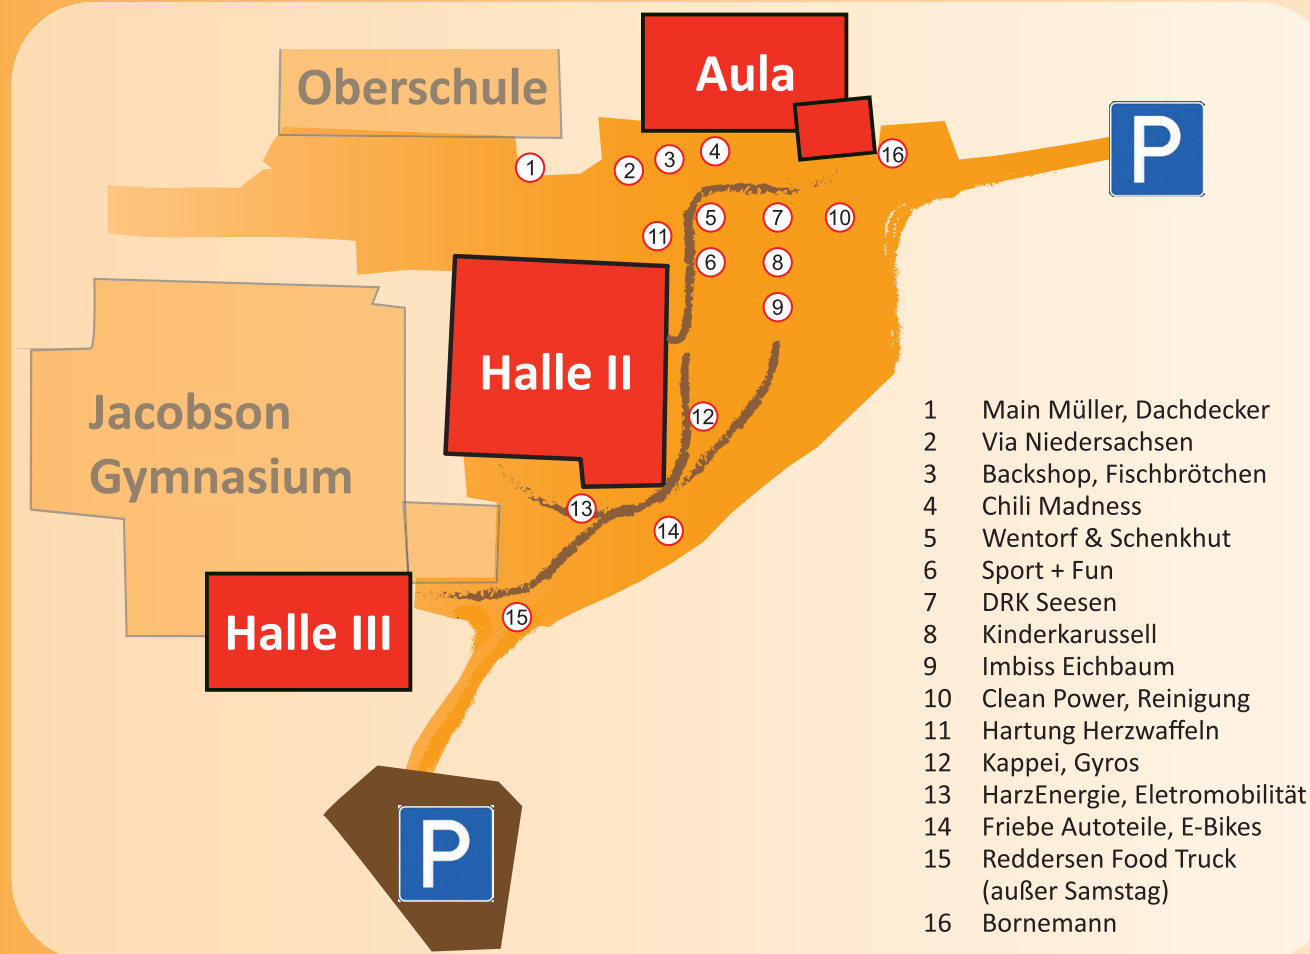 Oberschule
Aula
P
1
2
3
4
16
5
7
10
11
6
8
9
Halle II
12
Jacobson
Gymnasium
13
14
Halle III
15
P
1 Main Müller, Dachdecker
2 Via Niedersachsen
3 Backshop, Fischbrötchen
4 Chili Madness
5 Wentorf & Schenkhut
6 Sport + Fun
7 DRK Seesen
8 Kinderkarussell
9 Imbiss Eichbaum
10 Clean Power, Reinigung
11 Hartung Herzwaffeln
12 Kappei, Gyros
13 HarzEnergie, Eletromobilität
14 Friebe Autoteile, E-Bikes
15 Reddersen Food Truck
(außer Samstag)
16 Bornemann